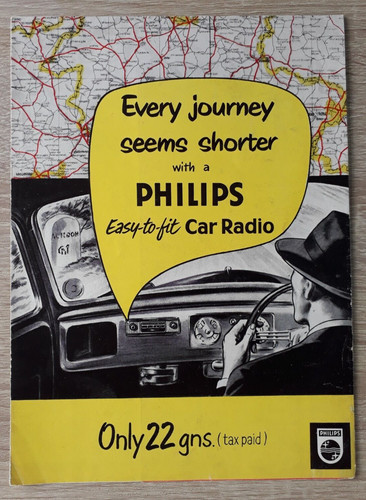 Every journey
seems shorter
with a
PHILIPS
Easy-to-fit Car Radio
Only 22 gns. (tax paid)
PHILIPS